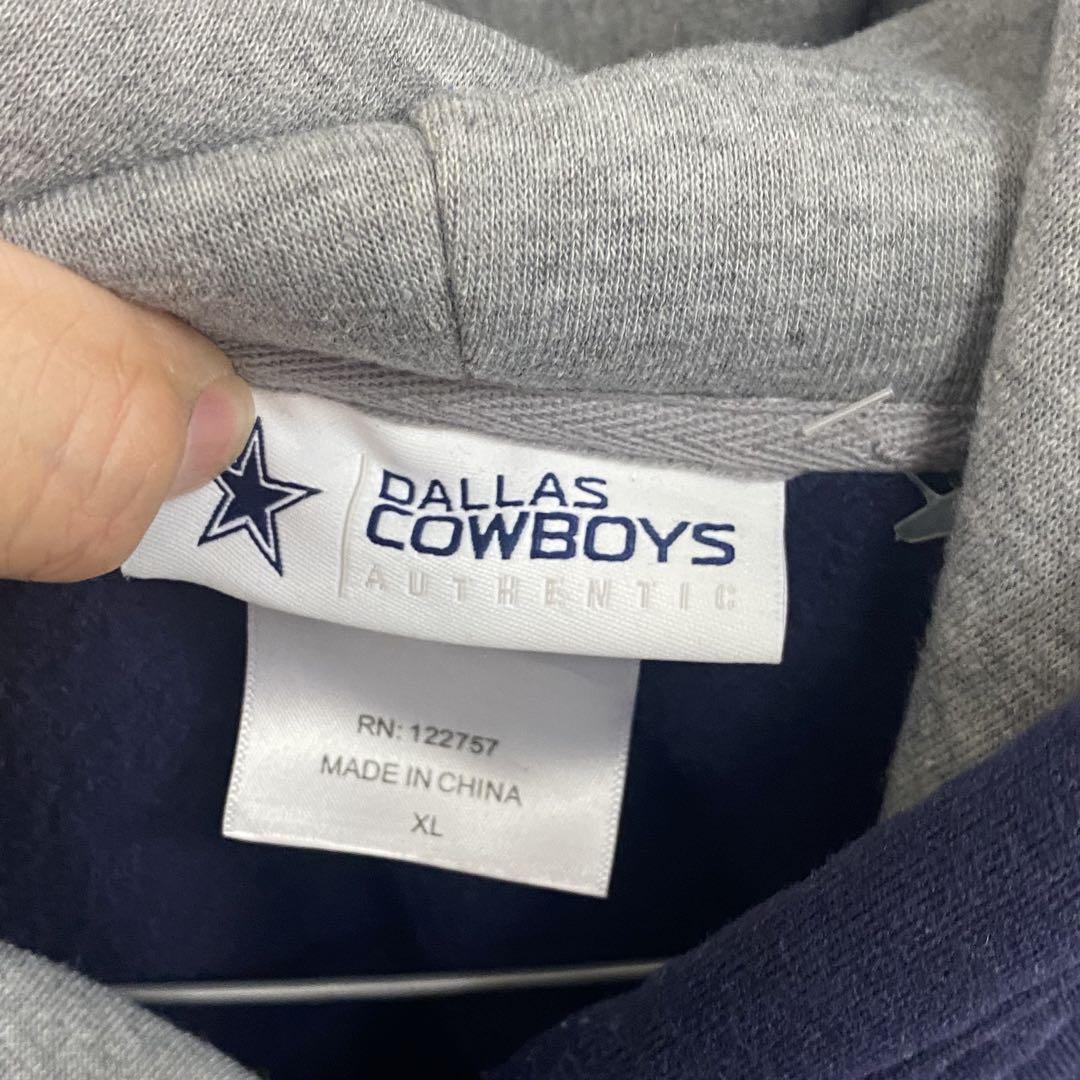 DALLAS
COWBOYS
AUTHENTIC
RN: 122757
MADE IN CHINA
XL